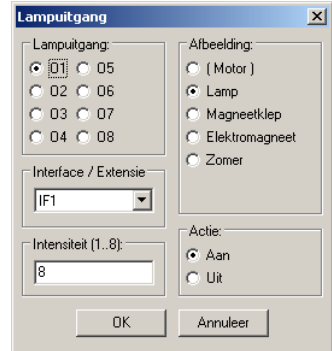 Lampuitgang
Lampuitgang:
O1 O5
O2 O6
O3 O7
O4 O8
Interface / Extensie
IF1
Intensiteit (1..8):
8
Afbeelding:
( Motor )
Lamp
Magneetklep
Elektromagneet
Zomer
Actie:
Aan
Uit
OK Annuleer